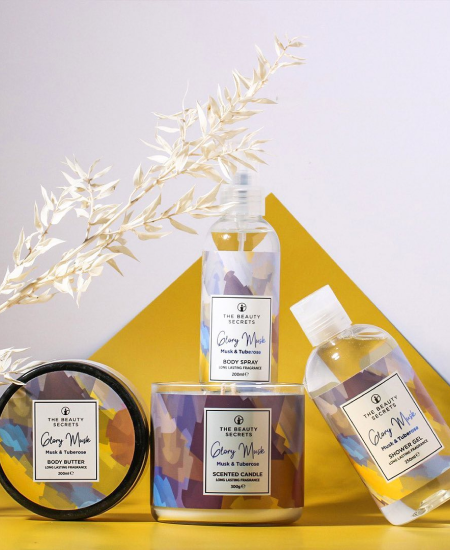 THE BEAUTY
SECRETS
Glory Musk
Musk & Tuberose
BODY SPRAY
LONG LASTING FRAGRANCE
200ml℮
THE BEAUTY
SECRETS
Glory Musk
Musk & Tuberose
BODY BUTTER
LONG LASTING FRAGRANCE
200ml℮
THE BEAUTY
SECRETS
Glory Musk
Musk & Tuberose
SCENTED CANDLE
LONG LASTING FRAGRANCE
500g℮
THE BEAUTY
SECRETS
Glory Musk
Musk & Tuberose
SHOWER GEL
LONG LASTING FRAGRANCE
250ml℮